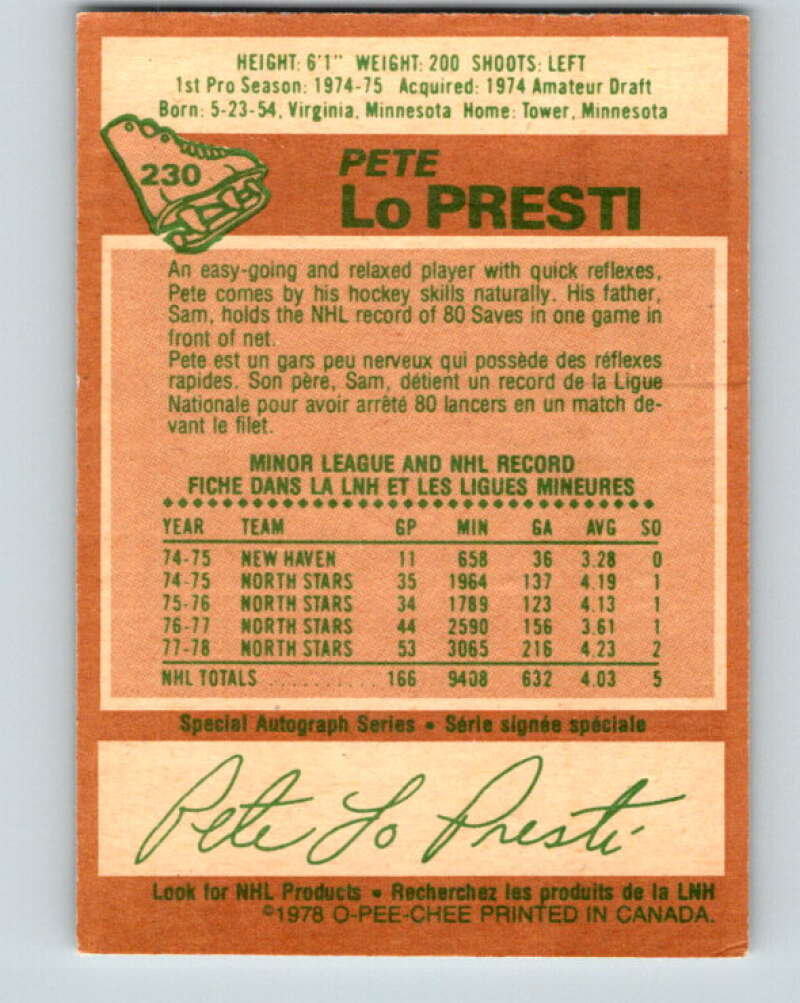 HEIGHT: 6'1" WEIGHT: 200 SHOOTS: LEFT
1st Pro Season: 1974-75 Acquired: 1974 Amateur Draft
Born: 5-23-54, Virginia, Minnesota Home: Tower, Minnesota
230
PETE
Lo PRESTI
An easy-going and relaxed player with quick reflexes,
Pete comes by his hockey skills naturally. His father,
Sam, holds the NHL record of 80 Saves in one game in
front of net.
Pete est un gars peu nerveux qui possède des réflexes
rapides. Son père, Sam, détient un record de la Ligue
Nationale pour avoir arrêté 80 lancers en un match de-
vant le filet.
MINOR LEAGUE AND NHL RECORD
FICHE DANS LA LNH ET LES LIGUES MINEURES
YEAR TEAM GP MIN GA AVG SO
74-75 NEW HAVEN 11 658 36 3.28 0
74-75 NORTH STARS 35 1964 137 4.19 1
75-76 NORTH STARS 34 1789 123 4.13 1
76-77 NORTH STARS 44 2590 156 3.61 1
77-78 NORTH STARS 53 3065 216 4.23 2
NHL TOTALS ............ 166 9408 632 4.03 5
Special Autograph Series • Série signée spéciale
Pete Lo Presti
Look for NHL Products • Recherchez les produits de la LNH
©1978 O-PEE-CHEE PRINTED IN CANADA.